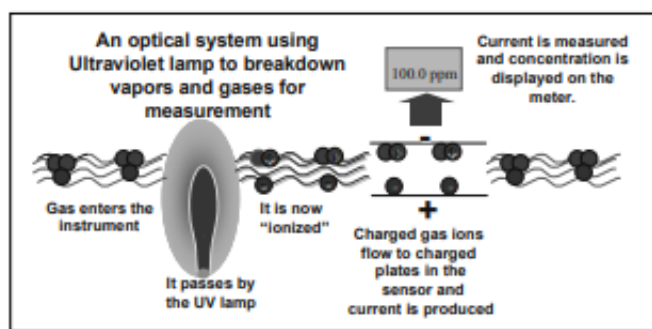 An optical system using
Ultraviolet lamp to breakdown
vapors and gases for
measurement
100.0 ppm
Current is measured
and concentration is
displayed on the
meter.
-
+
+
+
Gas enters the
instrument
It passes by
the UV lamp
It is now
“ionized”
+
Charged gas ions
flow to charged
plates in the
sensor and
current is produced